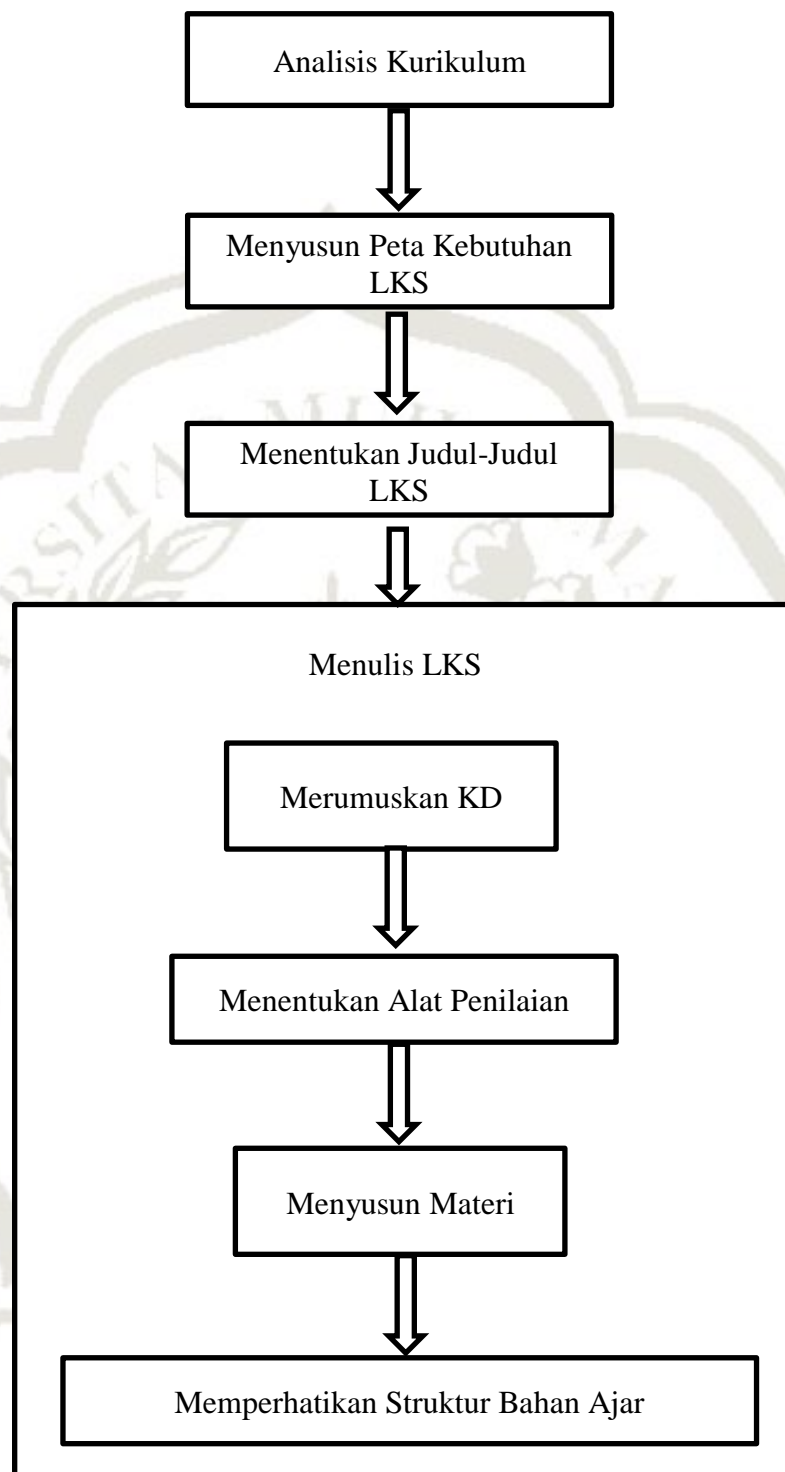 Analisis Kurikulum
Menyusun Peta Kebutuhan
LKS
Menentukan Judul-Judul
LKS
Menulis LKS
Merumuskan KD
Menentukan Alat Penilaian
Menyusun Materi
Memperhatikan Struktur Bahan Ajar